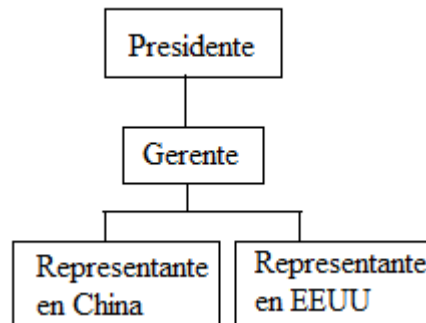 Presidente
Gerente
Representante
en China
Representante
en EEUU